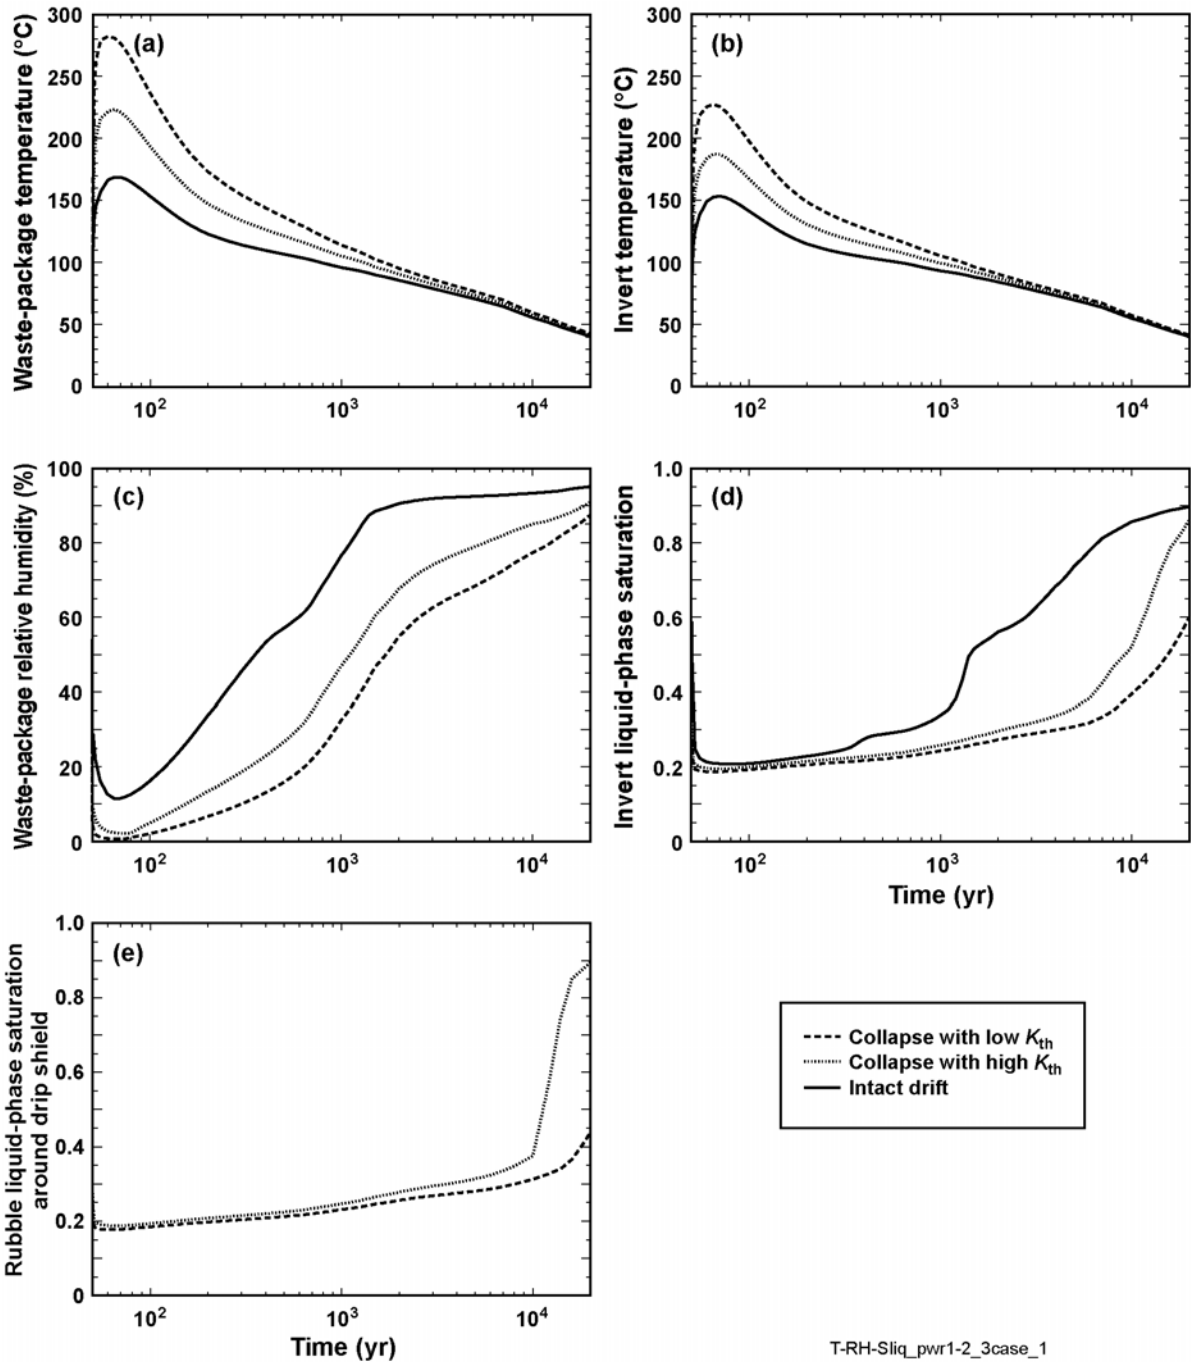 (a)
Waste-package temperature (°C)
300
250
200
150
100
50
0
10²
10³
10⁴
(b)
Invert temperature (°C)
300
250
200
150
100
50
0
10²
10³
10⁴
(c)
Waste-package relative humidity (%)
100
80
60
40
20
0
10²
10³
10⁴
(d)
Invert liquid-phase saturation
1.0
0.8
0.6
0.4
0.2
0
10²
10³
10⁴
Time (yr)
(e)
Rubble liquid-phase saturation
around drip shield
1.0
0.8
0.6
0.4
0.2
0
10²
10³
10⁴
Time (yr)
Collapse with low Kth
Collapse with high Kth
Intact drift
T-RH-Sliq_pwr1-2_3case_1